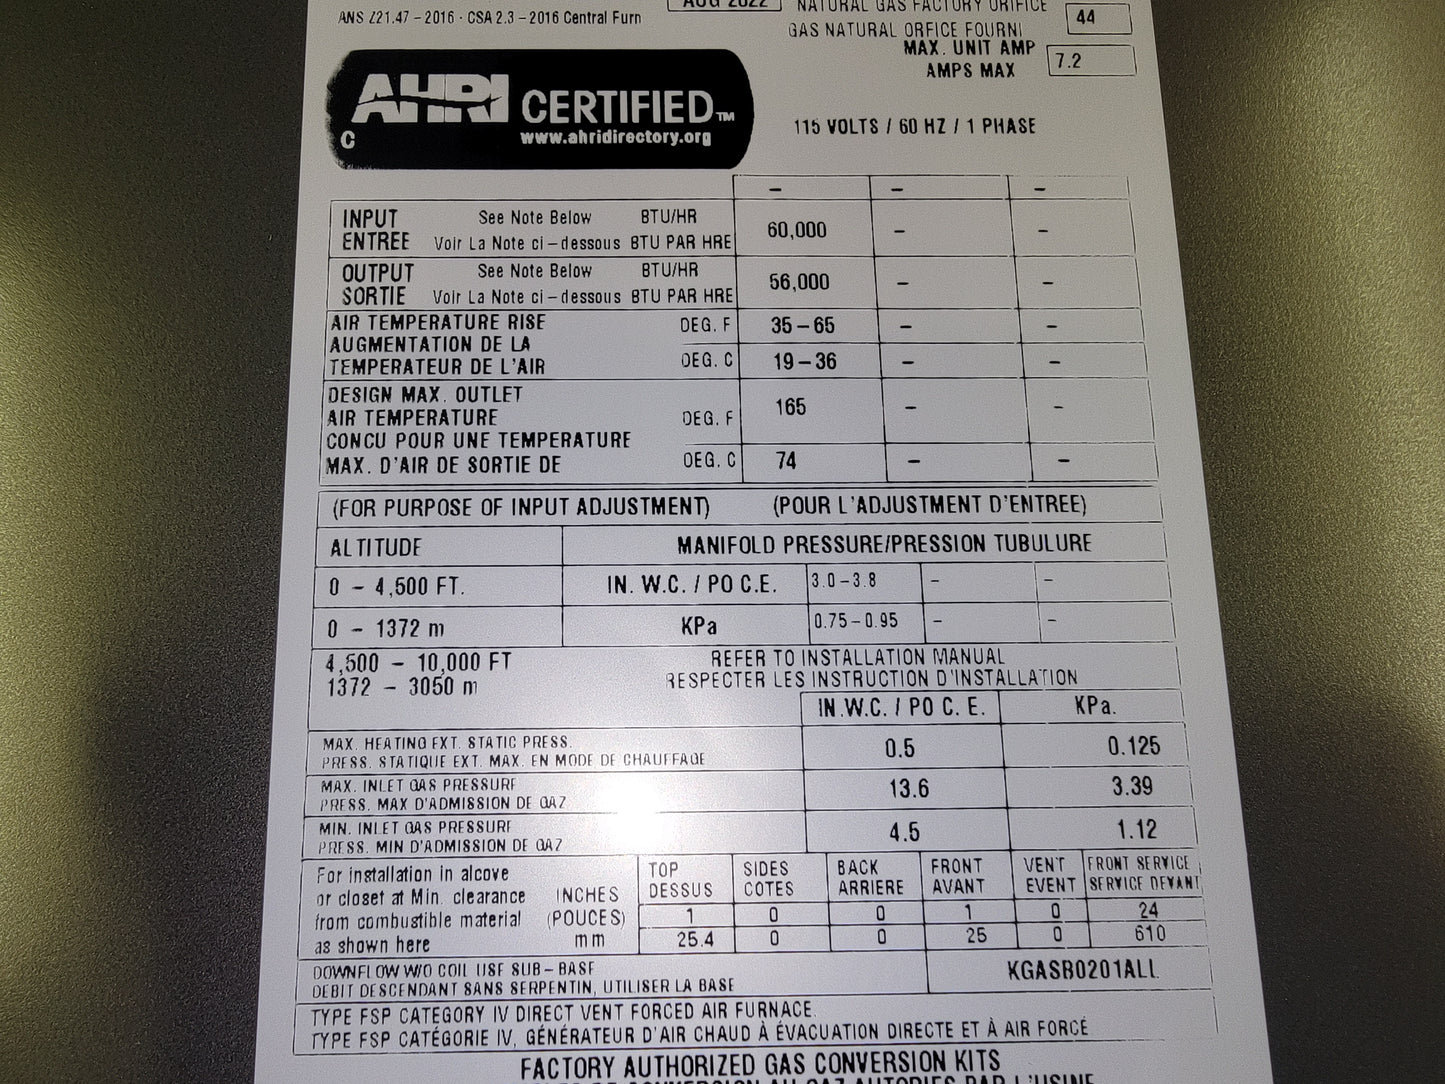 AUG 2022
NATURAL GAS FACTORY ORIFICE
ANS Z21.47 - 2016 · CSA 2.3 - 2016 Central Furn
GAS NATURAL ORFICE FOURNI
44
MAX. UNIT AMP
AMPS MAX
7.2
AHRI CERTIFIED™
www.ahridirectory.org
C
115 VOLTS / 60 HZ / 1 PHASE
– – –
INPUT See Note Below BTU/HR 60,000 – –
ENTREE Voir La Note ci-dessous BTU PAR HRE
OUTPUT See Note Below BTU/HR 56,000 – –
SORTIE Voir La Note ci-dessous BTU PAR HRE
AIR TEMPERATURE RISE DEG. F 35-65 – –
AUGMENTATION DE LA
TEMPERATEUR DE L'AIR DEG. C 19-36 – –
DESIGN MAX. OUTLET
AIR TEMPERATURE DEG. F 165 – –
CONCU POUR UNE TEMPERATURE
MAX. D'AIR DE SORTIE DE DEG. C 74 – –
(FOR PURPOSE OF INPUT ADJUSTMENT) (POUR L'ADJUSTMENT D'ENTREE)
ALTITUDE MANIFOLD PRESSURE/PRESSION TUBULURE
0 - 4,500 FT. IN. W.C. / PO C.E. 3.0-3.8 – –
0 - 1372 m KPa 0.75-0.95 – –
4,500 - 10,000 FT REFER TO INSTALLATION MANUAL
1372 - 3050 m RESPECTER LES INSTRUCTION D'INSTALLATION
IN.W.C. / PO C. E. KPa.
MAX. HEATING EXT. STATIC PRESS. 0.5 0.125
PRESS. STATIQUE EXT. MAX. EN MODE DE CHAUFFAGE
MAX. INLET GAS PRESSURE 13.6 3.39
PRESS. MAX D'ADMISSION DE GAZ
MIN. INLET GAS PRESSURE 4.5 1.12
PRESS. MIN D'ADMISSION DE GAZ
For installation in alcove TOP SIDES BACK FRONT VENT FRONT SERVICE
or closet at Min. clearance INCHES DESSUS COTES ARRIERE AVANT EVENT SERVICE DEVANT
from combustible material (POUCES) 1 0 0 1 0 24
as shown here mm 25.4 0 0 25 0 610
DOWNFLOW W/O COIL USE SUB-BASE KGASB0201ALL
DEBIT DESCENDANT SANS SERPENTIN, UTILISER LA BASE
TYPE FSP CATEGORY IV DIRECT VENT FORCED AIR FURNACE.
TYPE FSP CATÉGORIE IV, GÉNÉRATEUR D'AIR CHAUD À ÉVACUATION DIRECTE ET À AIR FORCÉ
FACTORY AUTHORIZED GAS CONVERSION KITS